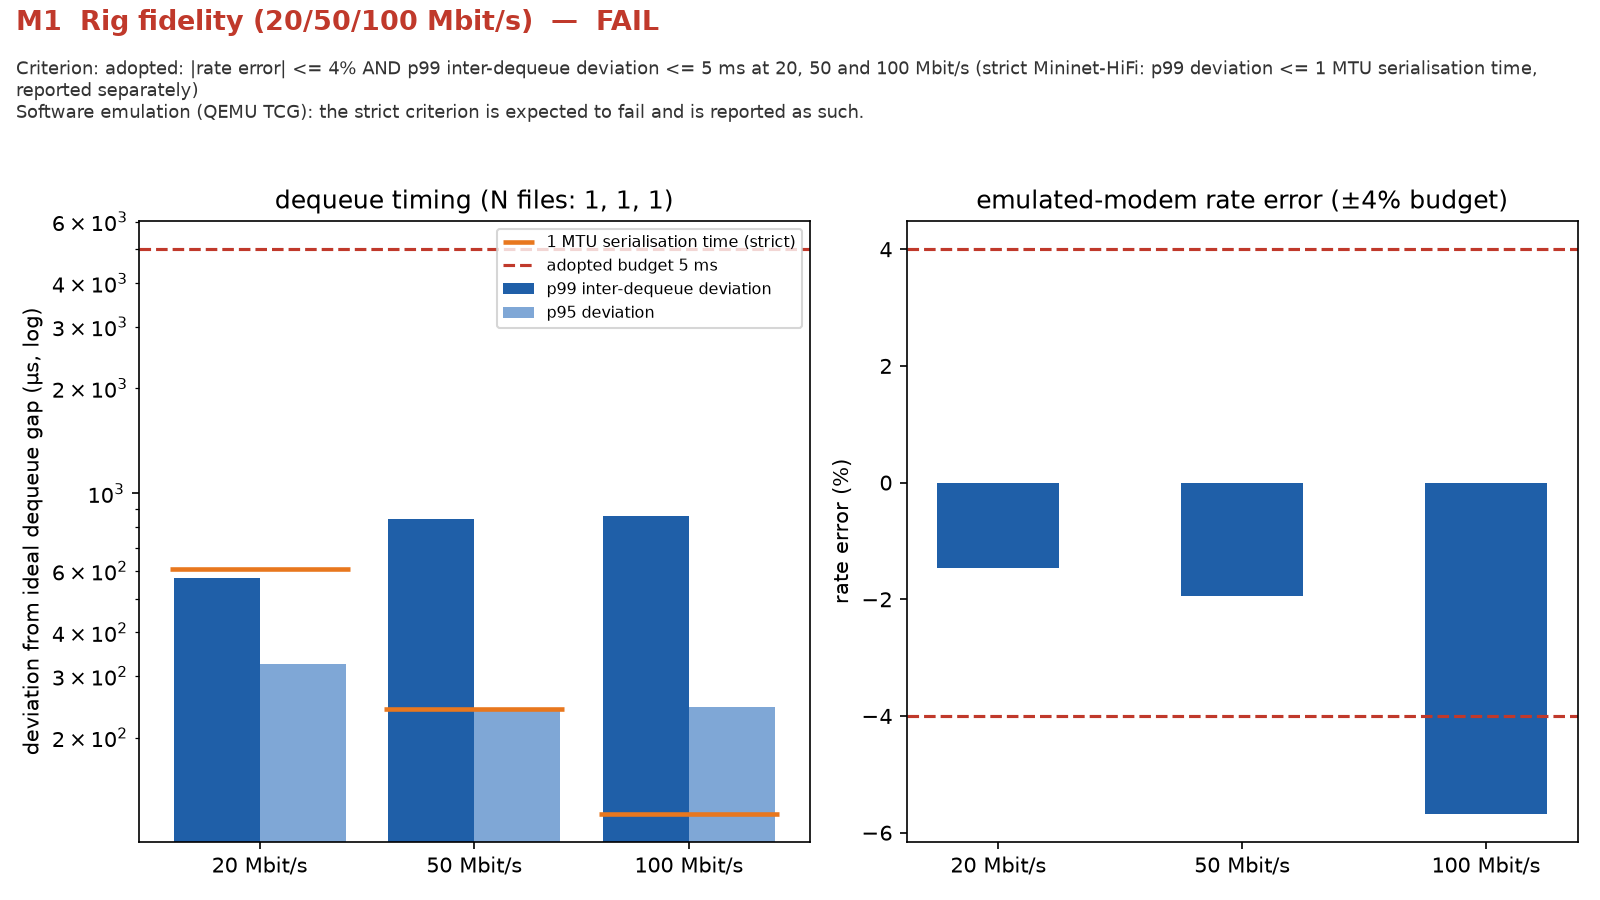 M1 Rig fidelity (20/50/100 Mbit/s) — FAIL
Criterion: adopted: |rate error| <= 4% AND p99 inter-dequeue deviation <= 5 ms at 20, 50 and 100 Mbit/s (strict Mininet-HiFi: p99 deviation <= 1 MTU serialisation time,
reported separately)
Software emulation (QEMU TCG): the strict criterion is expected to fail and is reported as such.
dequeue timing (N files: 1, 1, 1)
deviation from ideal dequeue gap (µs, log)
6 × 10³
4 × 10³
3 × 10³
2 × 10³
10³
6 × 10²
4 × 10²
3 × 10²
2 × 10²
1 MTU serialisation time (strict)
adopted budget 5 ms
p99 inter-dequeue deviation
p95 deviation
20 Mbit/s
50 Mbit/s
100 Mbit/s
emulated-modem rate error (±4% budget)
rate error (%)
4
2
0
−2
−4
−6
20 Mbit/s
50 Mbit/s
100 Mbit/s